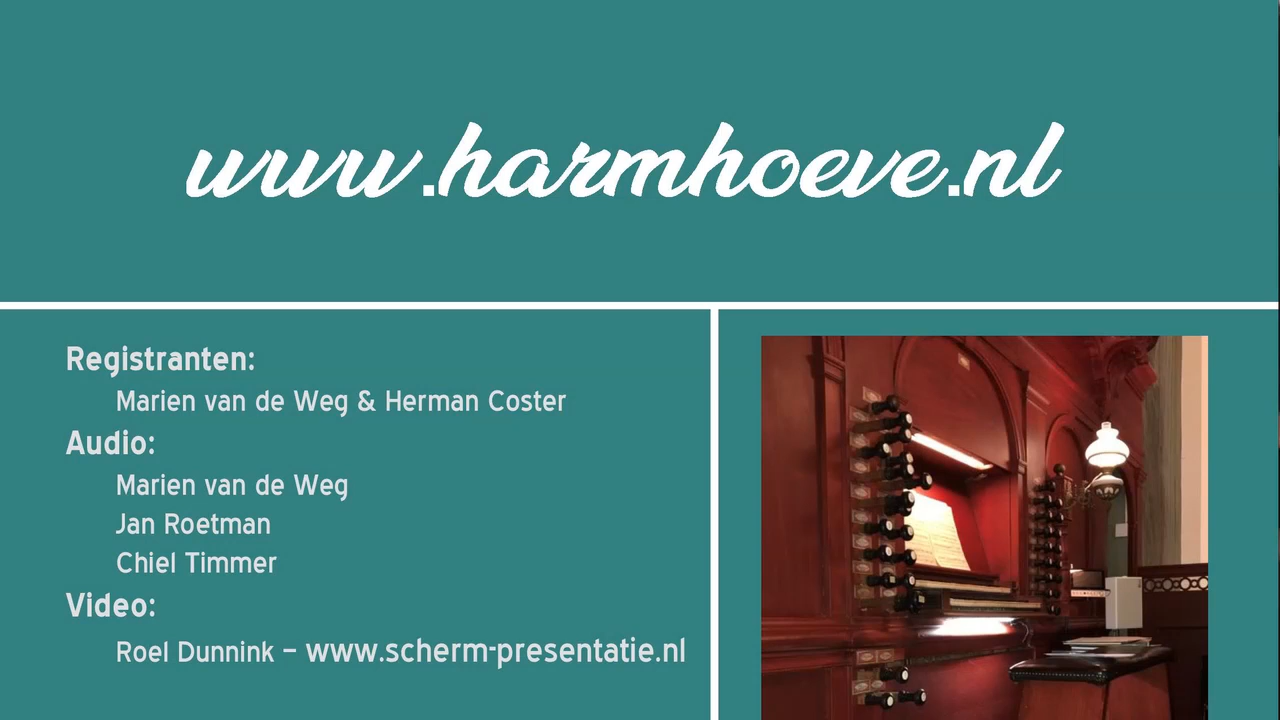 www.harmhoeve.nl
Registranten:
Marien van de Weg & Herman Coster
Audio:
Marien van de Weg
Jan Roetman
Chiel Timmer
Video:
Roel Dunnink – www.scherm-presentatie.nl